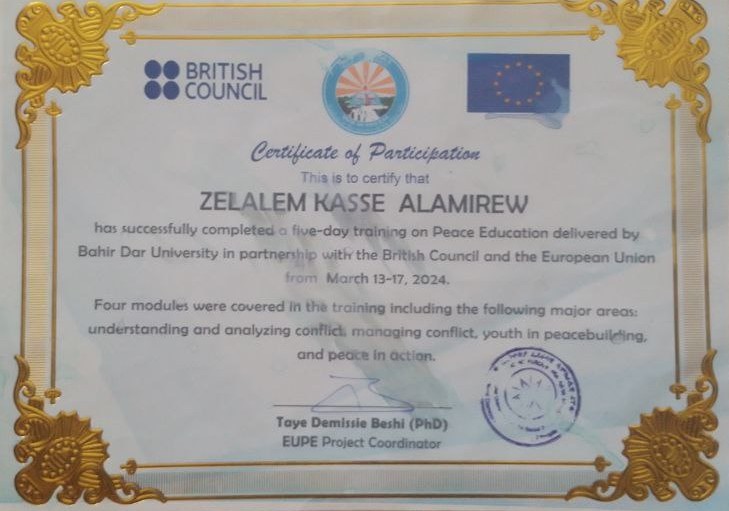 BRITISH
COUNCIL
Certificate of Participation
This is to certify that
ZELALEM KASSE ALAMIREW
has successfully completed a five-day training on Peace Education delivered by
Bahir Dar University in partnership with the British Council and the European Union
from March 13-17, 2024.
Four modules were covered in the training including the following major areas:
understanding and analyzing conflict, managing conflict, youth in peacebuilding,
and peace in action.
Taye Demissie Beshi (PhD)
EUPE Project Coordinator